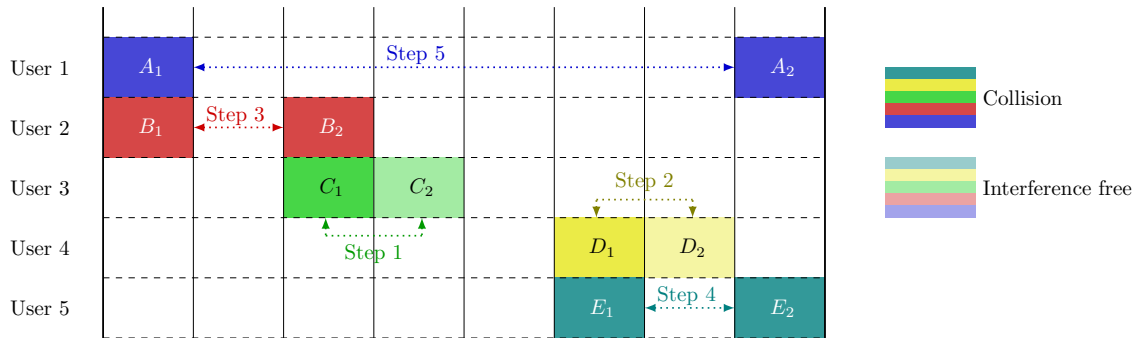 Step 5
User 1 A₁ A₂
Collision
Step 3
User 2 B₁ B₂
Step 2
User 3 C₁ C₂ Interference free
Step 1
User 4 D₁ D₂
Step 4
User 5 E₁ E₂